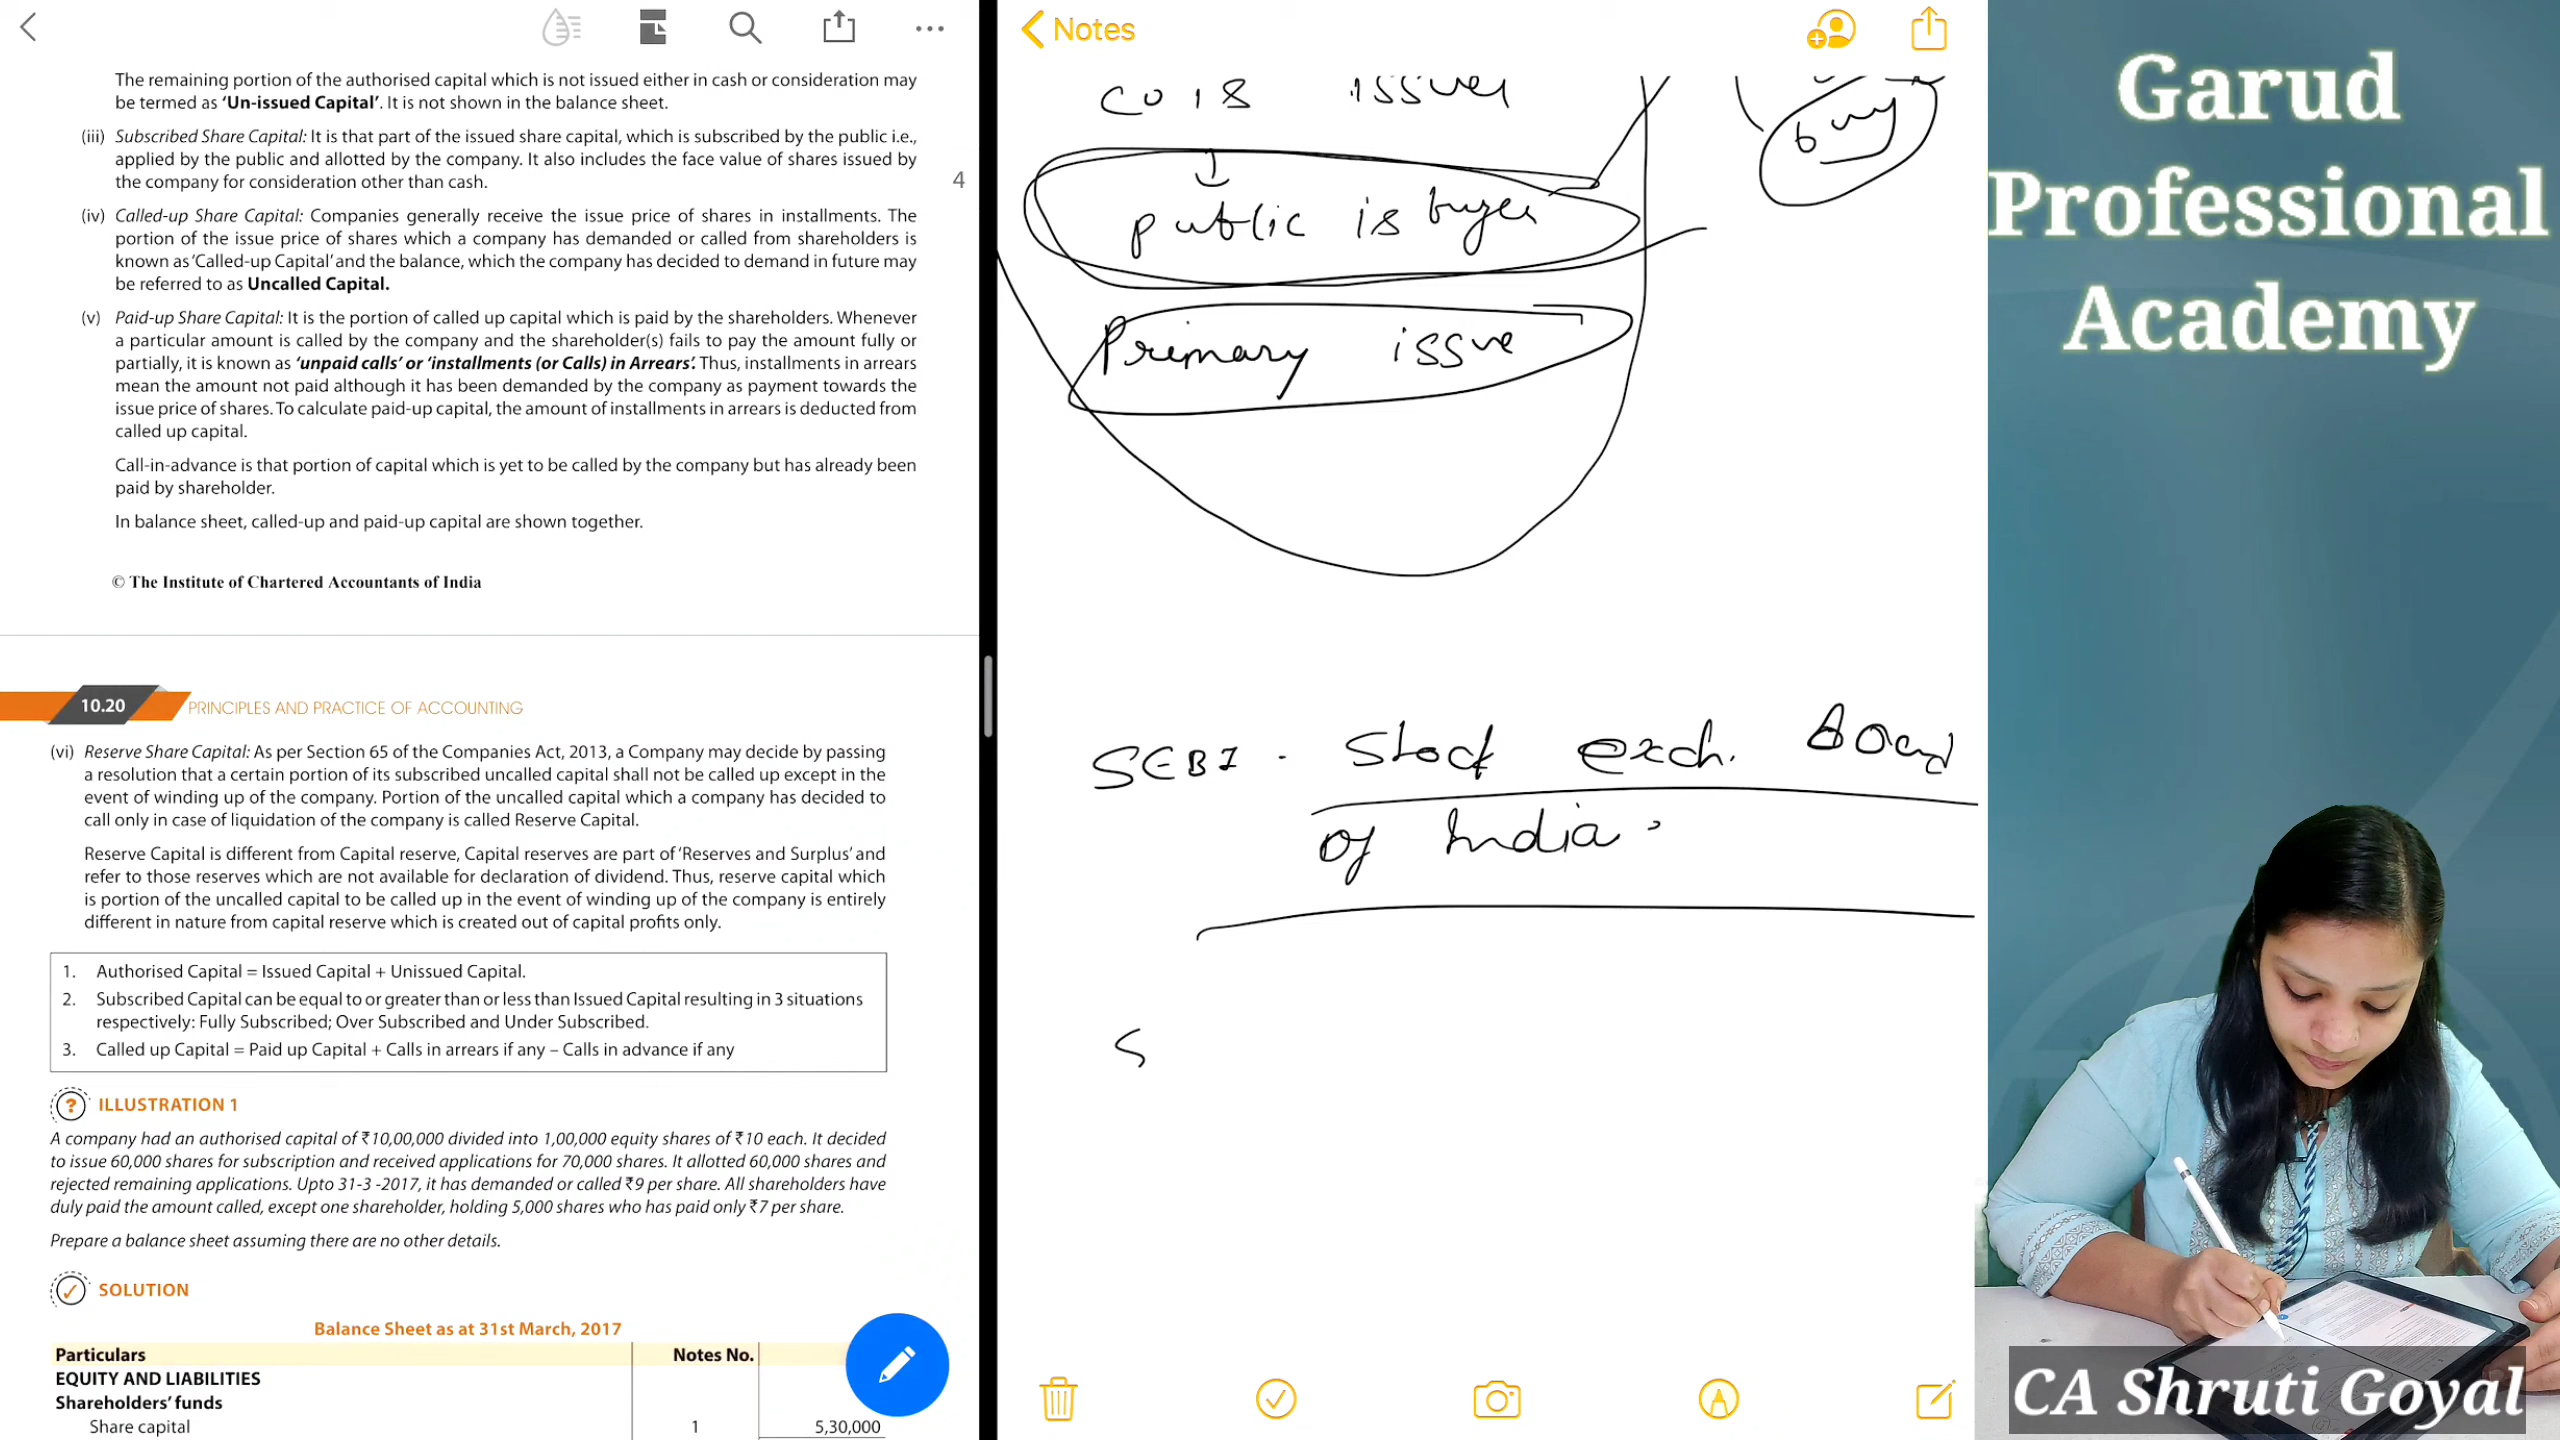 The remaining portion of the authorised capital which is not issued either in cash or consideration may
be termed as ‘Un-issued Capital’. It is not shown in the balance sheet.
(iii) Subscribed Share Capital: It is that part of the issued share capital, which is subscribed by the public i.e.,
applied by the public and allotted by the company. It also includes the face value of shares issued by
the company for consideration other than cash.
4
(iv) Called-up Share Capital: Companies generally receive the issue price of shares in installments. The
portion of the issue price of shares which a company has demanded or called from shareholders is
known as ‘Called-up Capital’ and the balance, which the company has decided to demand in future may
be referred to as Uncalled Capital.
(v) Paid-up Share Capital: It is the portion of called up capital which is paid by the shareholders. Whenever
a particular amount is called by the company and the shareholder(s) fails to pay the amount fully or
partially, it is known as ‘unpaid calls’ or ‘installments (or Calls) in Arrears’. Thus, installments in arrears
mean the amount not paid although it has been demanded by the company as payment towards the
issue price of shares. To calculate paid-up capital, the amount of installments in arrears is deducted from
called up capital.
Call-in-advance is that portion of capital which is yet to be called by the company but has already been
paid by shareholder.
In balance sheet, called-up and paid-up capital are shown together.
© The Institute of Chartered Accountants of India
10.20 PRINCIPLES AND PRACTICE OF ACCOUNTING
(vi) Reserve Share Capital: As per Section 65 of the Companies Act, 2013, a Company may decide by passing
a resolution that a certain portion of its subscribed uncalled capital shall not be called up except in the
event of winding up of the company. Portion of the uncalled capital which a company has decided to
call only in case of liquidation of the company is called Reserve Capital.
Reserve Capital is different from Capital reserve, Capital reserves are part of ‘Reserves and Surplus’ and
refer to those reserves which are not available for declaration of dividend. Thus, reserve capital which
is portion of the uncalled capital to be called up in the event of winding up of the company is entirely
different in nature from capital reserve which is created out of capital profits only.
1. Authorised Capital = Issued Capital + Unissued Capital.
2. Subscribed Capital can be equal to or greater than or less than Issued Capital resulting in 3 situations
respectively: Fully Subscribed; Over Subscribed and Under Subscribed.
3. Called up Capital = Paid up Capital + Calls in arrears if any – Calls in advance if any
? ILLUSTRATION 1
A company had an authorised capital of ₹10,00,000 divided into 1,00,000 equity shares of ₹10 each. It decided
to issue 60,000 shares for subscription and received applications for 70,000 shares. It allotted 60,000 shares and
rejected remaining applications. Upto 31-3 -2017, it has demanded or called ₹9 per share. All shareholders have
duly paid the amount called, except one shareholder, holding 5,000 shares who has paid only ₹7 per share.
Prepare a balance sheet assuming there are no other details.
SOLUTION
Balance Sheet as at 31st March, 2017
Particulars Notes No.
EQUITY AND LIABILITIES
Shareholders’ funds
Share capital 1 5,30,000
Notes
co is issuer
buy
public is buyer
Primary issue
SEBI - Stock exch. Board
of India.
S
Garud
Professional
Academy
CA Shruti Goyal